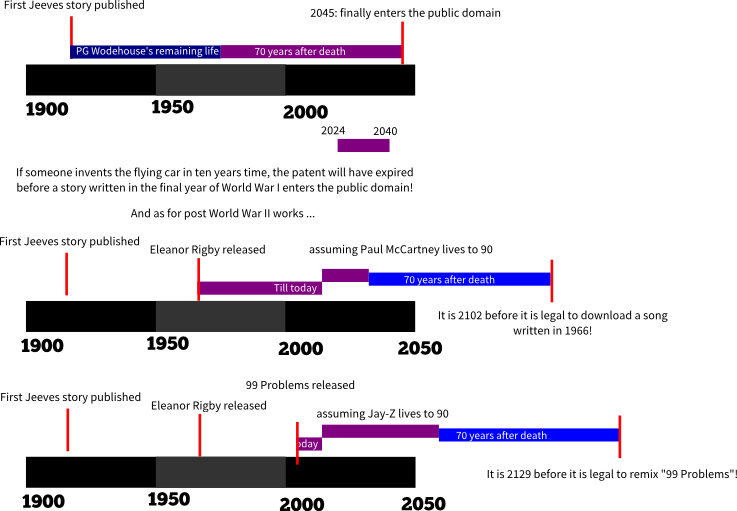 First Jeeves story published
2045: finally enters the public domain
PG Wodehouse's remaining life
70 years after death
1900
1950
2000
2024
2040
If someone invents the flying car in ten years time, the patent will have expired
before a story written in the final year of World War I enters the public domain!
And as for post World War II works ...
First Jeeves story published
Eleanor Rigby released
assuming Paul McCartney lives to 90
Till today
70 years after death
It is 2102 before it is legal to download a song
written in 1966!
1900
1950
2000
2050
99 Problems released
First Jeeves story published
Eleanor Rigby released
assuming Jay-Z lives to 90
oday
70 years after death
It is 2129 before it is legal to remix "99 Problems"!
1900
1950
2000
2050